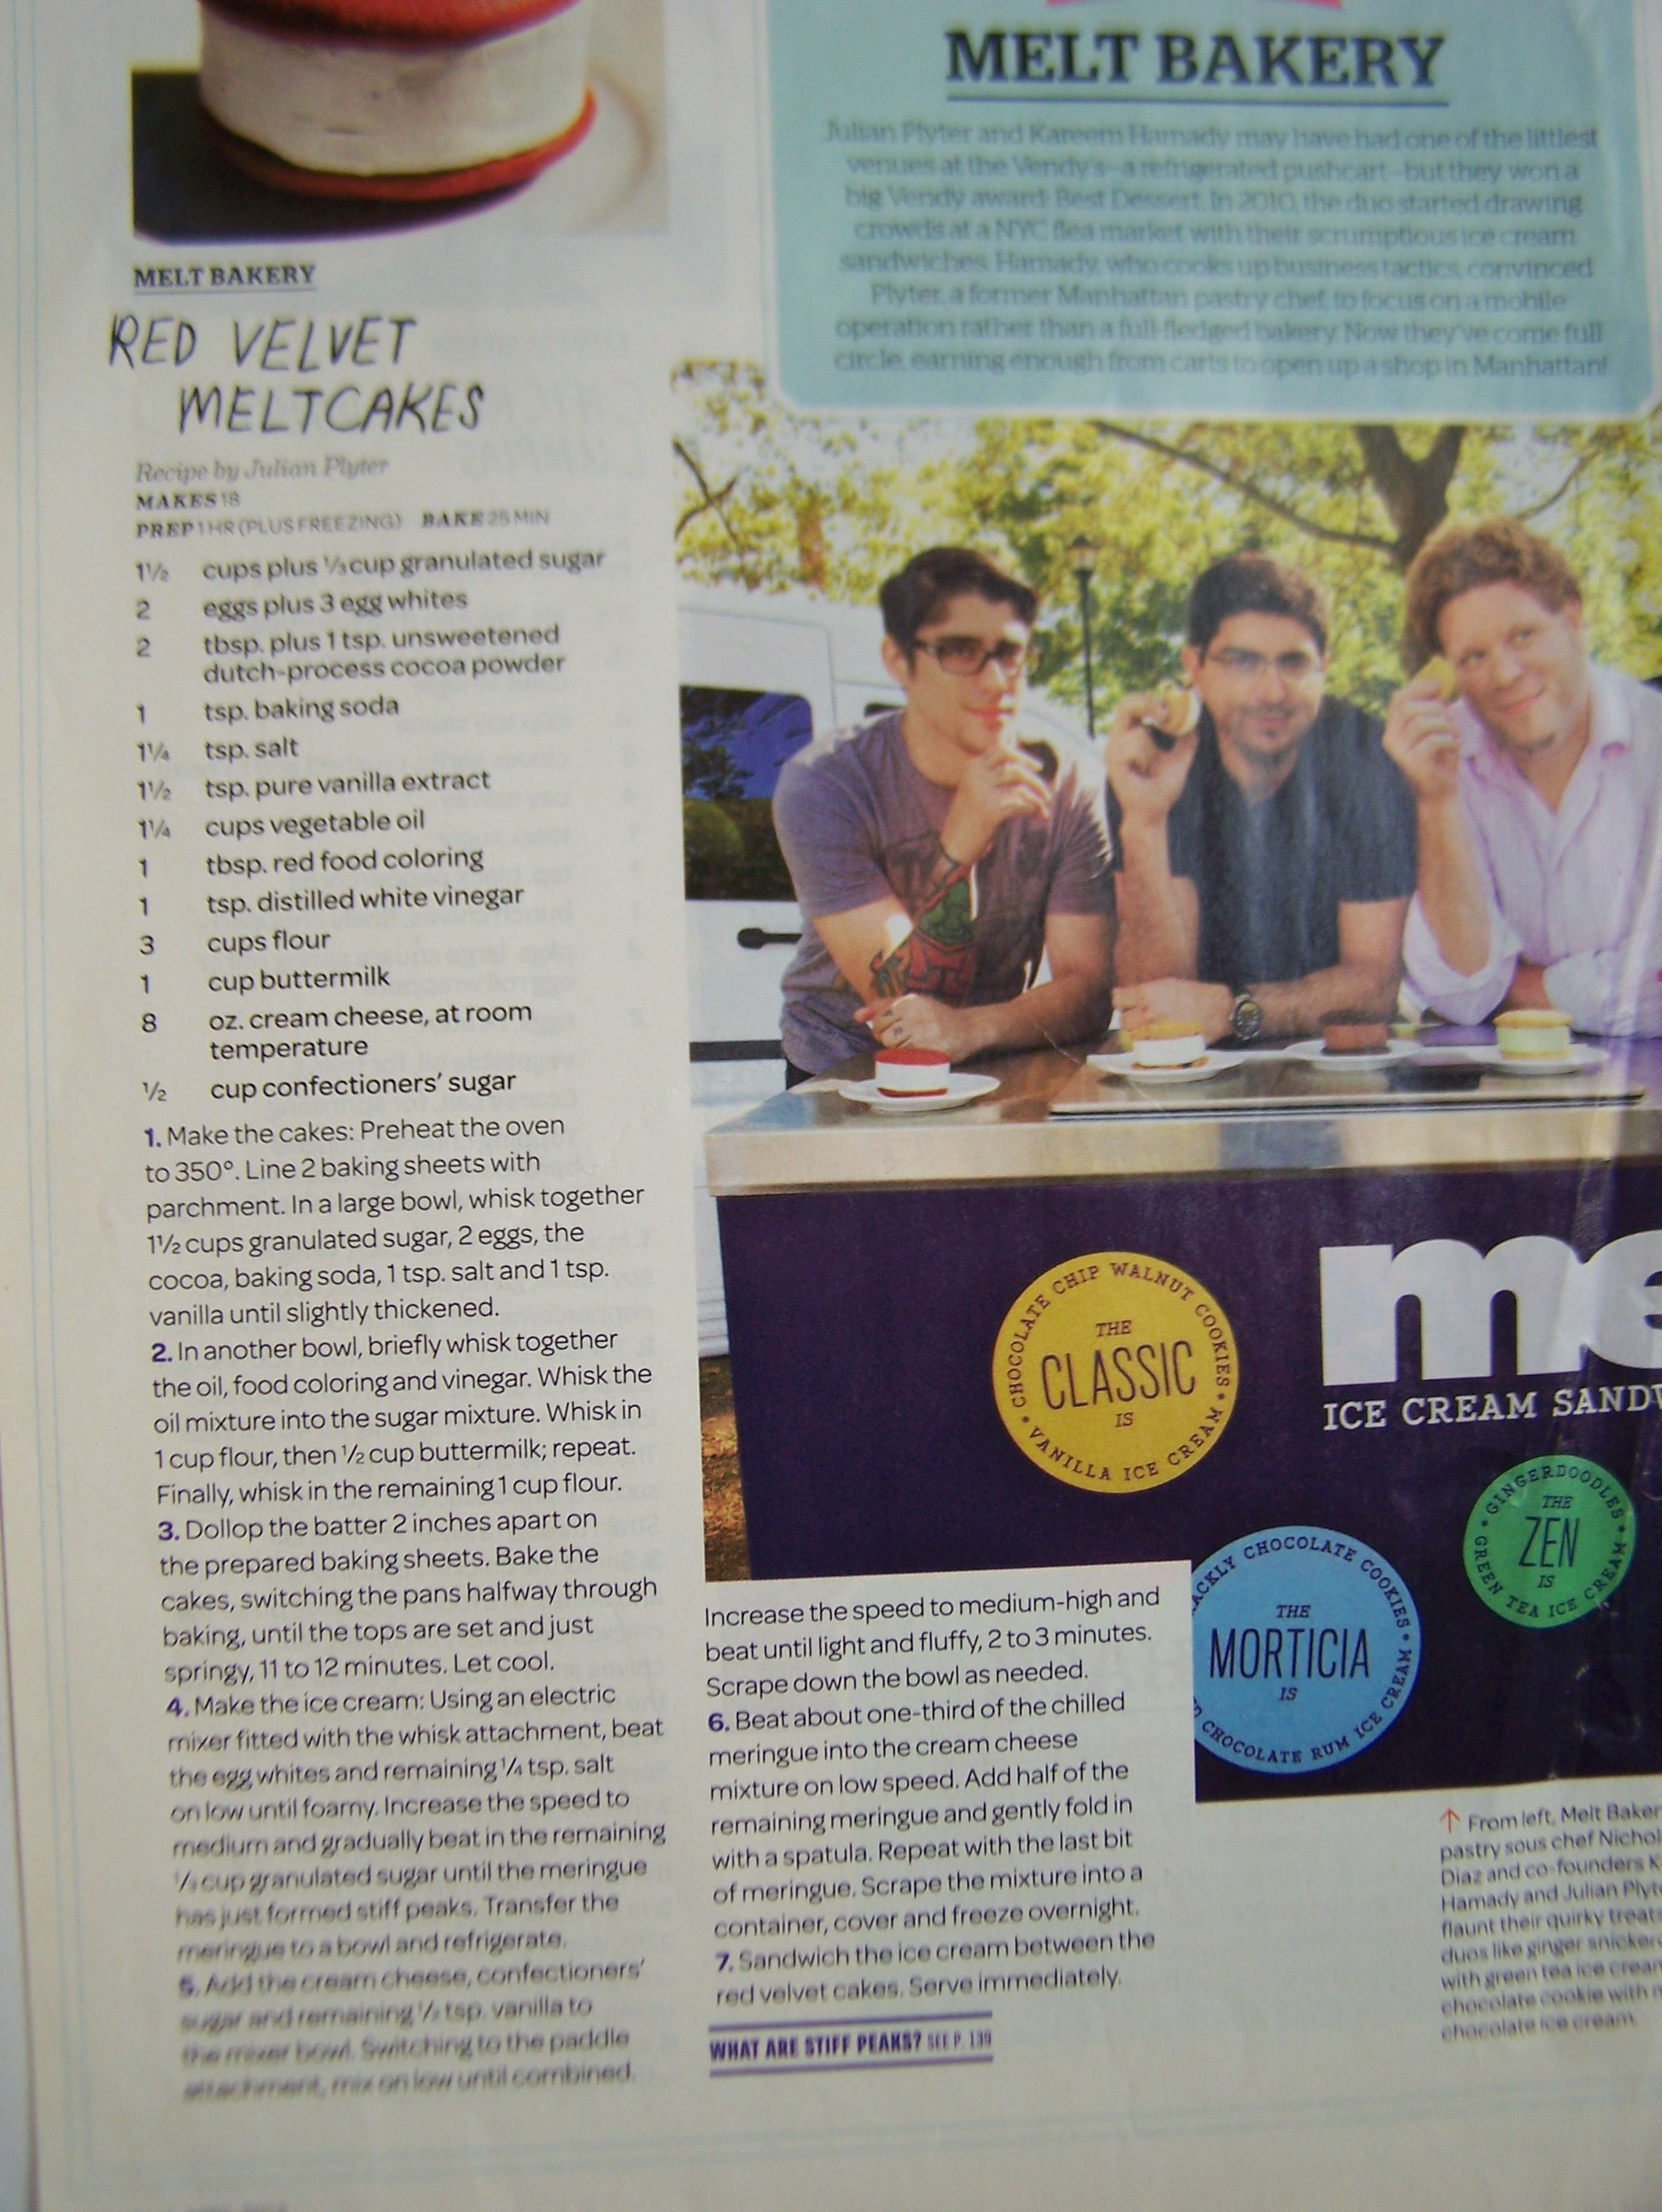 MELT BAKERY
RED VELVET
MELTCAKES
Recipe by Julian Plyter
MAKES 18
PREP 1 HR (PLUS FREEZING) BAKE 25 MIN
1½ cups plus ⅓ cup granulated sugar
2 eggs plus 3 egg whites
2 tbsp. plus 1 tsp. unsweetened
dutch-process cocoa powder
1 tsp. baking soda
1¼ tsp. salt
1½ tsp. pure vanilla extract
1¼ cups vegetable oil
1 tbsp. red food coloring
1 tsp. distilled white vinegar
3 cups flour
1 cup buttermilk
8 oz. cream cheese, at room
temperature
½ cup confectioners' sugar
1. Make the cakes: Preheat the oven
to 350°. Line 2 baking sheets with
parchment. In a large bowl, whisk together
1½ cups granulated sugar, 2 eggs, the
cocoa, baking soda, 1 tsp. salt and 1 tsp.
vanilla until slightly thickened.
2. In another bowl, briefly whisk together
the oil, food coloring and vinegar. Whisk the
oil mixture into the sugar mixture. Whisk in
1 cup flour, then ½ cup buttermilk; repeat.
Finally, whisk in the remaining 1 cup flour.
3. Dollop the batter 2 inches apart on
the prepared baking sheets. Bake the
cakes, switching the pans halfway through
baking, until the tops are set and just
springy, 11 to 12 minutes. Let cool.
4. Make the ice cream: Using an electric
mixer fitted with the whisk attachment, beat
the egg whites and remaining ¼ tsp. salt
on low until foamy. Increase the speed to
medium and gradually beat in the remaining
⅓ cup granulated sugar until the meringue
has just formed stiff peaks. Transfer the
meringue to a bowl and refrigerate.
5. Add the cream cheese, confectioners'
sugar and remaining ½ tsp. vanilla to
the mixer bowl. Switching to the paddle
attachment, mix on low until combined.
Increase the speed to medium-high and
beat until light and fluffy, 2 to 3 minutes.
Scrape down the bowl as needed.
6. Beat about one-third of the chilled
meringue into the cream cheese
mixture on low speed. Add half of the
remaining meringue and gently fold in
with a spatula. Repeat with the last bit
of meringue. Scrape the mixture into a
container, cover and freeze overnight.
7. Sandwich the ice cream between the
red velvet cakes. Serve immediately.
WHAT ARE STIFF PEAKS? SEE P. 139
MELT BAKERY
Julian Plyter and Kareem Hamady may have had one of the littlest
venues at the Vendy's—a refrigerated pushcart—but they won a
big Vendy award: Best Dessert. In 2010, the duo started drawing
crowds at a NYC flea market with their scrumptious ice cream
sandwiches. Hamady, who cooks up business tactics, convinced
Plyter, a former Manhattan pastry chef, to focus on a mobile
operation rather than a full-fledged bakery. Now they've come full
circle, earning enough from carts to open up a shop in Manhattan!
me
ICE CREAM SANDW
CHOCOLATE CHIP WALNUT COOKIES
THE
CLASSIC
IS
VANILLA ICE CREAM
GINGERDOODLES
THE
ZEN
IS
GREEN TEA ICE CREAM
ACKLY CHOCOLATE COOKIES
THE
MORTICIA
IS
CHOCOLATE RUM ICE CREAM
↑ From left, Melt Baker
pastry sous chef Nichol
Diaz and co-founders K
Hamady and Julian Plyt
flaunt their quirky treat
duos like ginger snicker
with green tea ice crea
chocolate cookie with
chocolate ice cream.